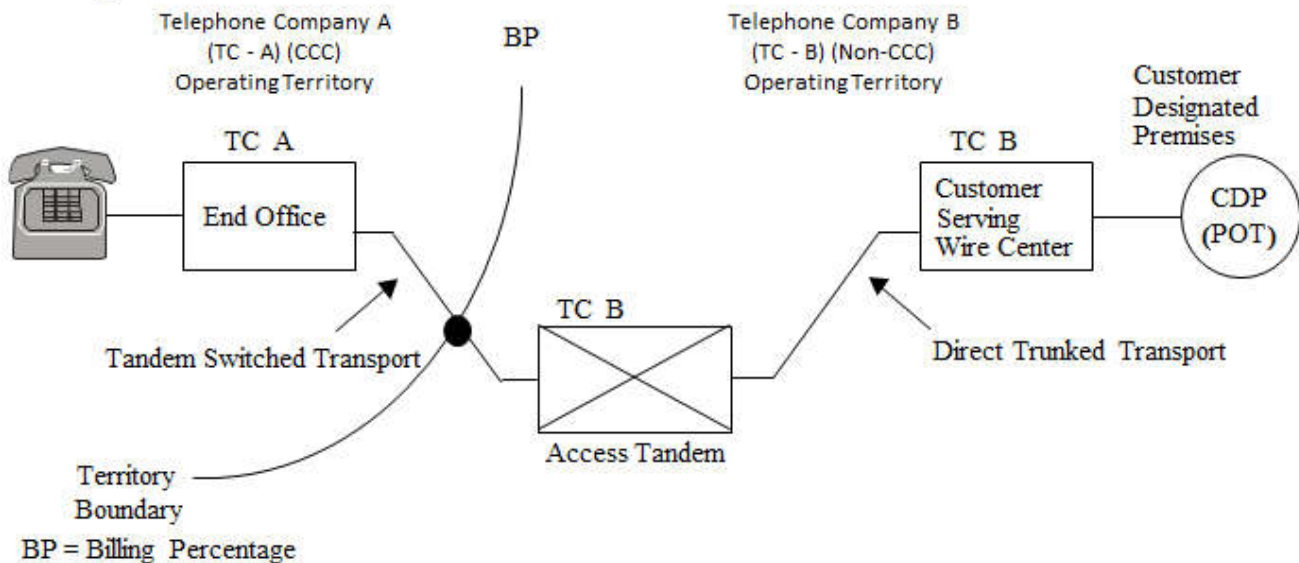 Telephone Company A
(TC - A) (CCC)
Operating Territory
BP
Telephone Company B
(TC - B) (Non-CCC)
Operating Territory
Customer
Designated
Premises
TC A
End Office
TC B
Customer
Serving
Wire Center
CDP
(POT)
Tandem Switched Transport
TC B
Access Tandem
Direct Trunked Transport
Territory
Boundary
BP = Billing Percentage